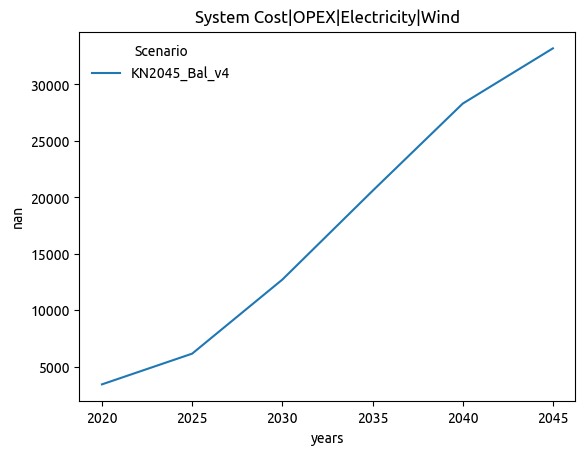 System Cost|OPEX|Electricity|Wind
Scenario
KN2045_Bal_v4
30000
25000
20000
15000
10000
5000
nan
2020 2025 2030 2035 2040 2045
years